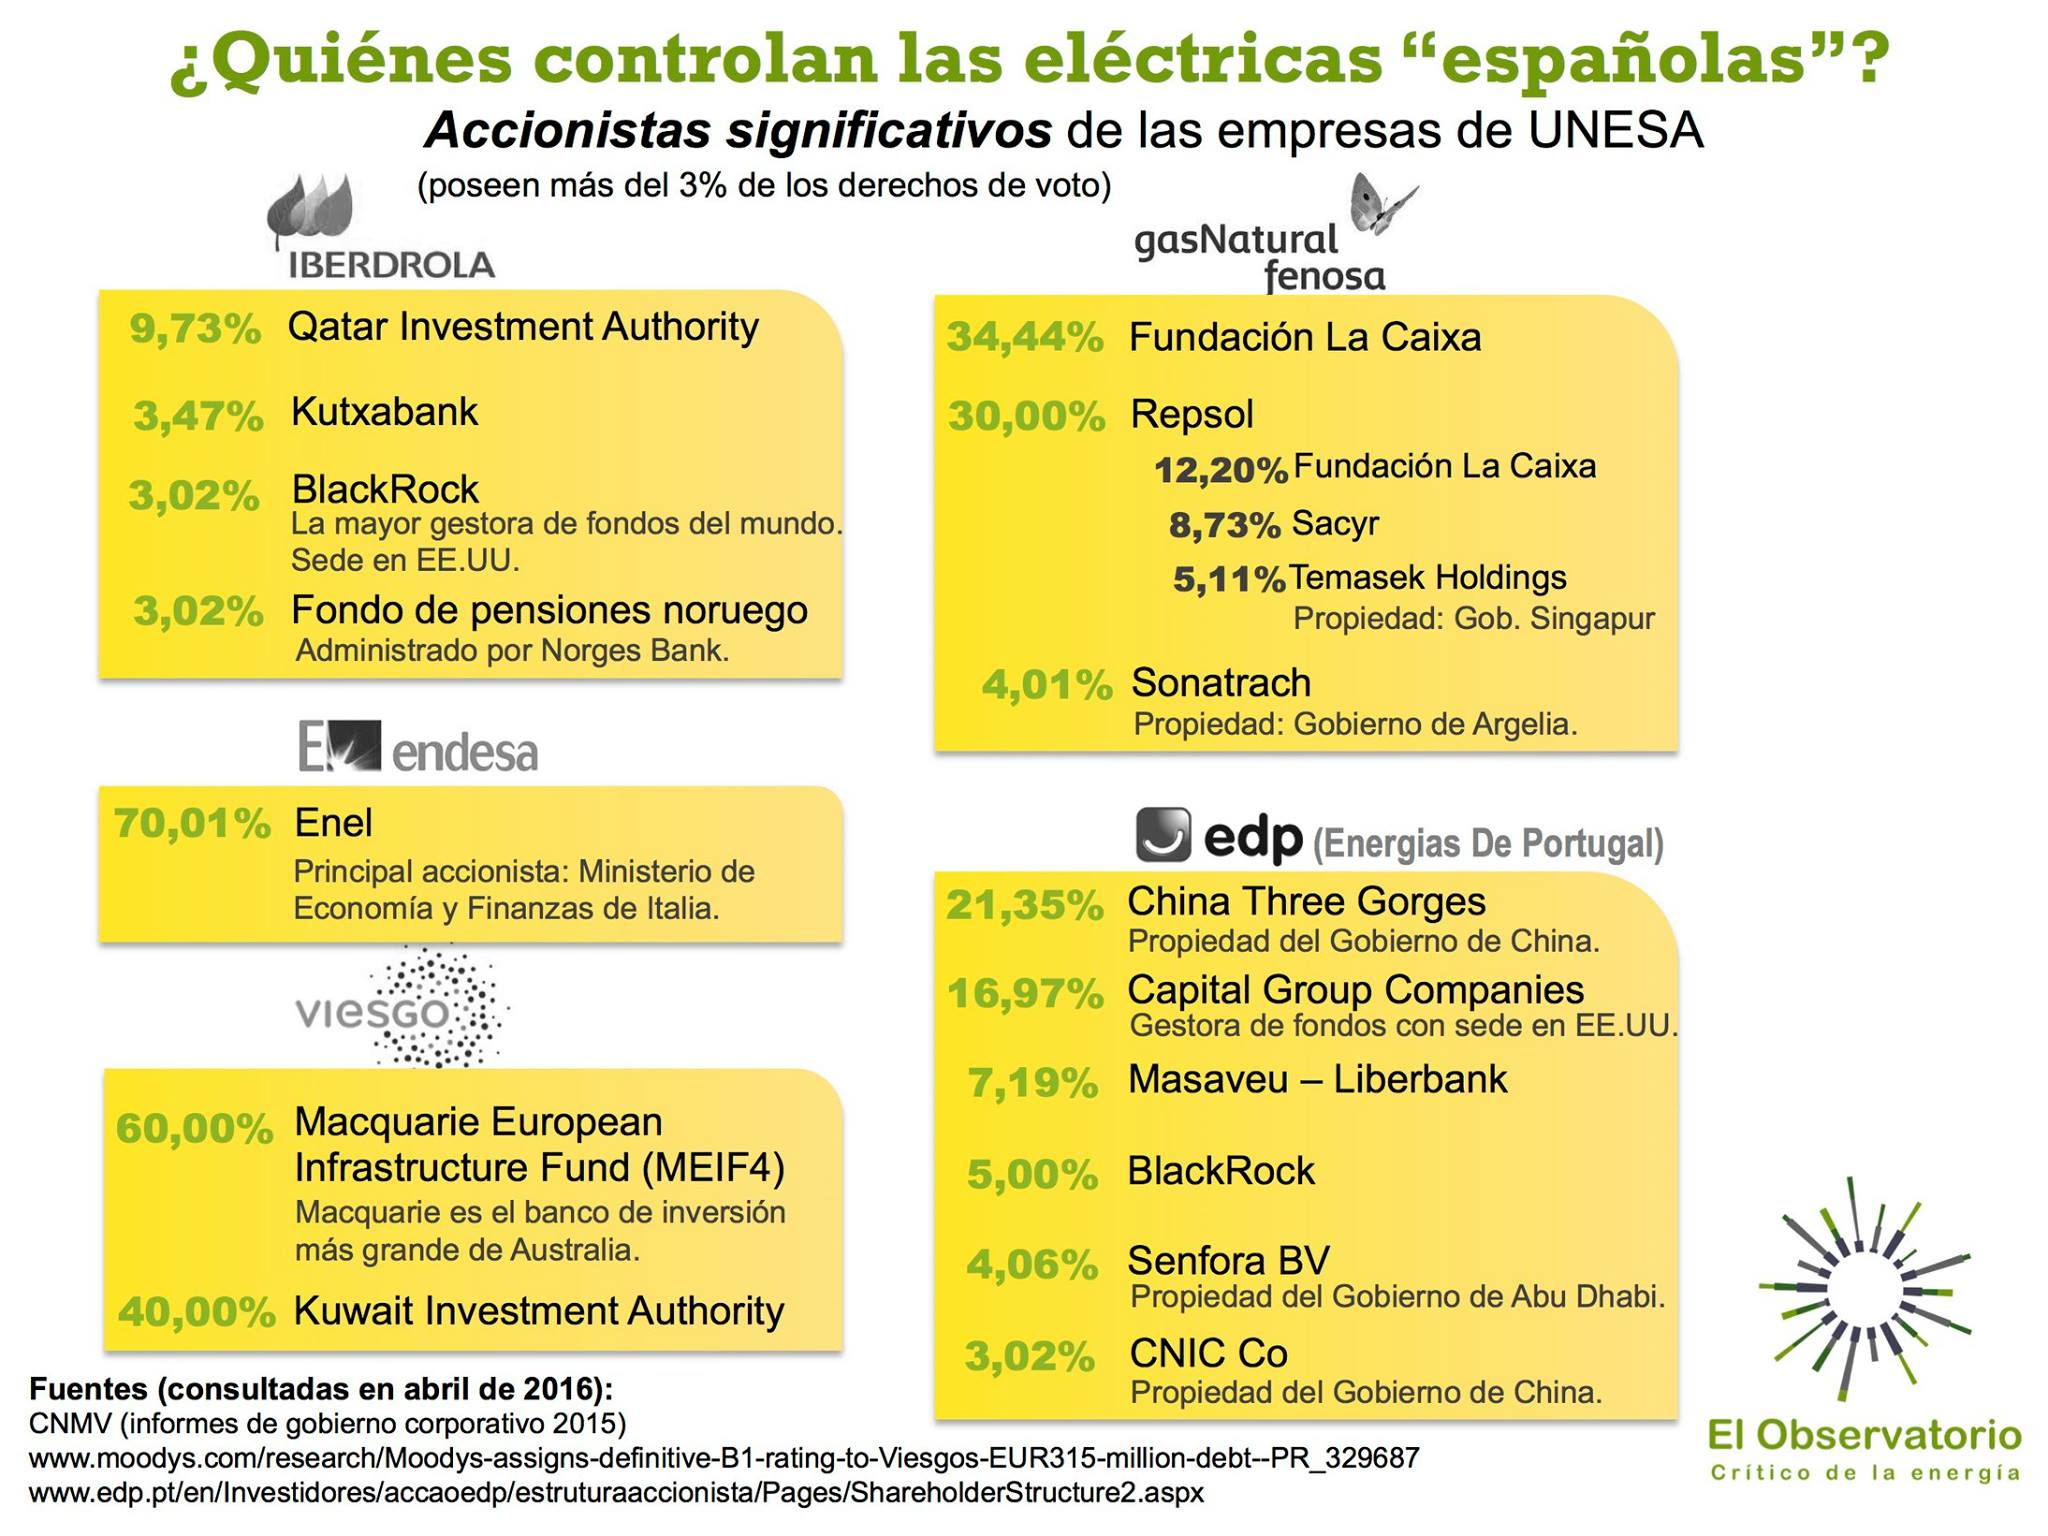 ¿Quiénes controlan las eléctricas “españolas”?
Accionistas significativos de las empresas de UNESA
(poseen más del 3% de los derechos de voto)
IBERDROLA
9,73% Qatar Investment Authority
3,47% Kutxabank
3,02% BlackRock
La mayor gestora de fondos del mundo.
Sede en EE.UU.
3,02% Fondo de pensiones noruego
Administrado por Norges Bank.
endesa
70,01% Enel
Principal accionista: Ministerio de
Economía y Finanzas de Italia.
viesgo
60,00% Macquarie European
Infrastructure Fund (MEIF4)
Macquarie es el banco de inversión
más grande de Australia.
40,00% Kuwait Investment Authority
gasNatural
fenosa
34,44% Fundación La Caixa
30,00% Repsol
12,20% Fundación La Caixa
8,73% Sacyr
5,11% Temasek Holdings
Propiedad: Gob. Singapur
4,01% Sonatrach
Propiedad: Gobierno de Argelia.
edp (Energias De Portugal)
21,35% China Three Gorges
Propiedad del Gobierno de China.
16,97% Capital Group Companies
Gestora de fondos con sede en EE.UU.
7,19% Masaveu – Liberbank
5,00% BlackRock
4,06% Senfora BV
Propiedad del Gobierno de Abu Dhabi.
3,02% CNIC Co
Propiedad del Gobierno de China.
Fuentes (consultadas en abril de 2016):
CNMV (informes de gobierno corporativo 2015)
www.moodys.com/research/Moodys-assigns-definitive-B1-rating-to-Viesgos-EUR315-million-debt--PR_329687
www.edp.pt/en/Investidores/accaoedp/estruturaaccionista/Pages/ShareholderStructure2.aspx
El Observatorio
Crítico de la energía